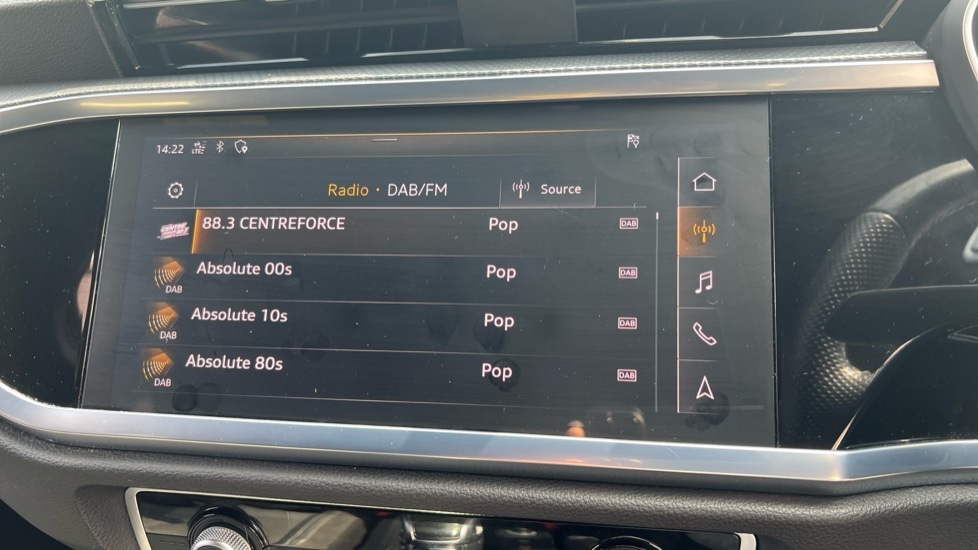 14:22 LTE
Radio · DAB/FM Source
88.3 CENTREFORCE Pop DAB
DAB Absolute 00s Pop DAB
DAB Absolute 10s Pop DAB
DAB Absolute 80s Pop DAB